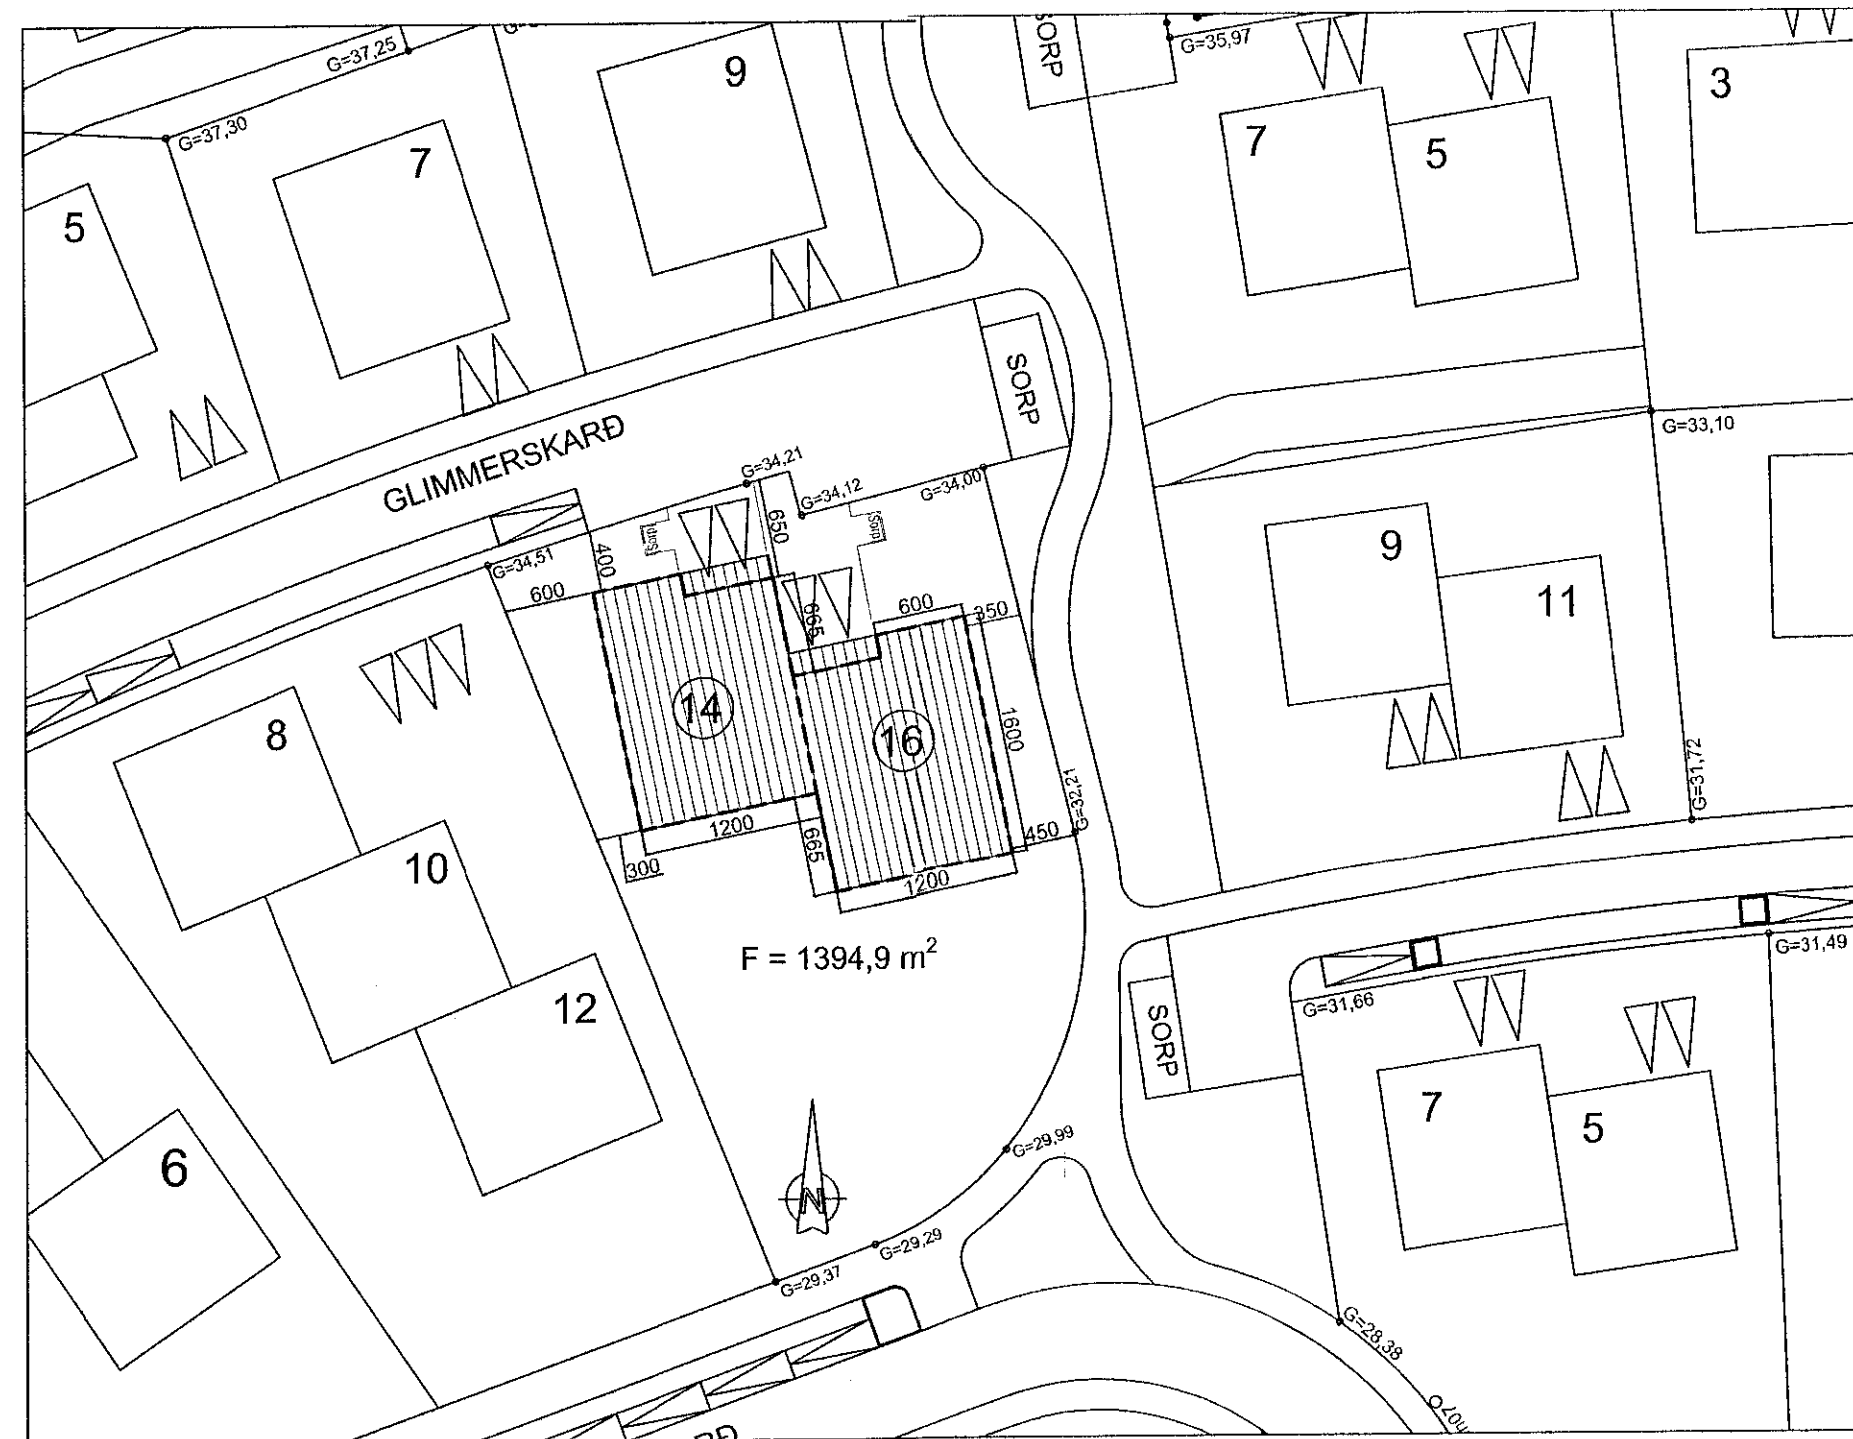 G=37,25
9
SORP
G=35,97
3
G=37,30
7
7
5
5
SORP
GLIMMERSKARÐ
G=33,10
G=34,21
G=34,12
G=34,00
G=34,51
650
Sorp
Sorp
400
600
665
600
350
9
11
8
14
16
1600
G=31,72
G=32,21
1200
665
450
300
1200
10
F = 1394,9 m²
G=31,49
12
G=31,66
SORP
7
5
6
G=29,99
N
G=29,29
G=29,37
G=28,38